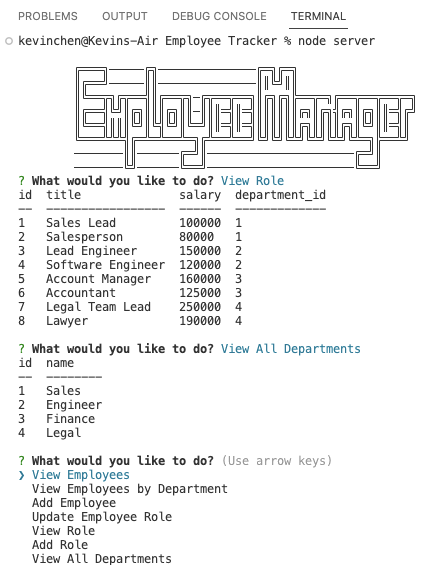 PROBLEMS OUTPUT DEBUG CONSOLE TERMINAL
kevinchen@Kevins-Air Employee Tracker % node server
Employee Manager
? What would you like to do? View Role
id title salary department_id
-- ----------------- ------ -------------
1 Sales Lead 100000 1
2 Salesperson 80000 1
3 Lead Engineer 150000 2
4 Software Engineer 120000 2
5 Account Manager 160000 3
6 Accountant 125000 3
7 Legal Team Lead 250000 4
8 Lawyer 190000 4
? What would you like to do? View All Departments
id name
-- --------
1 Sales
2 Engineer
3 Finance
4 Legal
? What would you like to do? (Use arrow keys)
❯ View Employees
View Employees by Department
Add Employee
Update Employee Role
View Role
Add Role
View All Departments